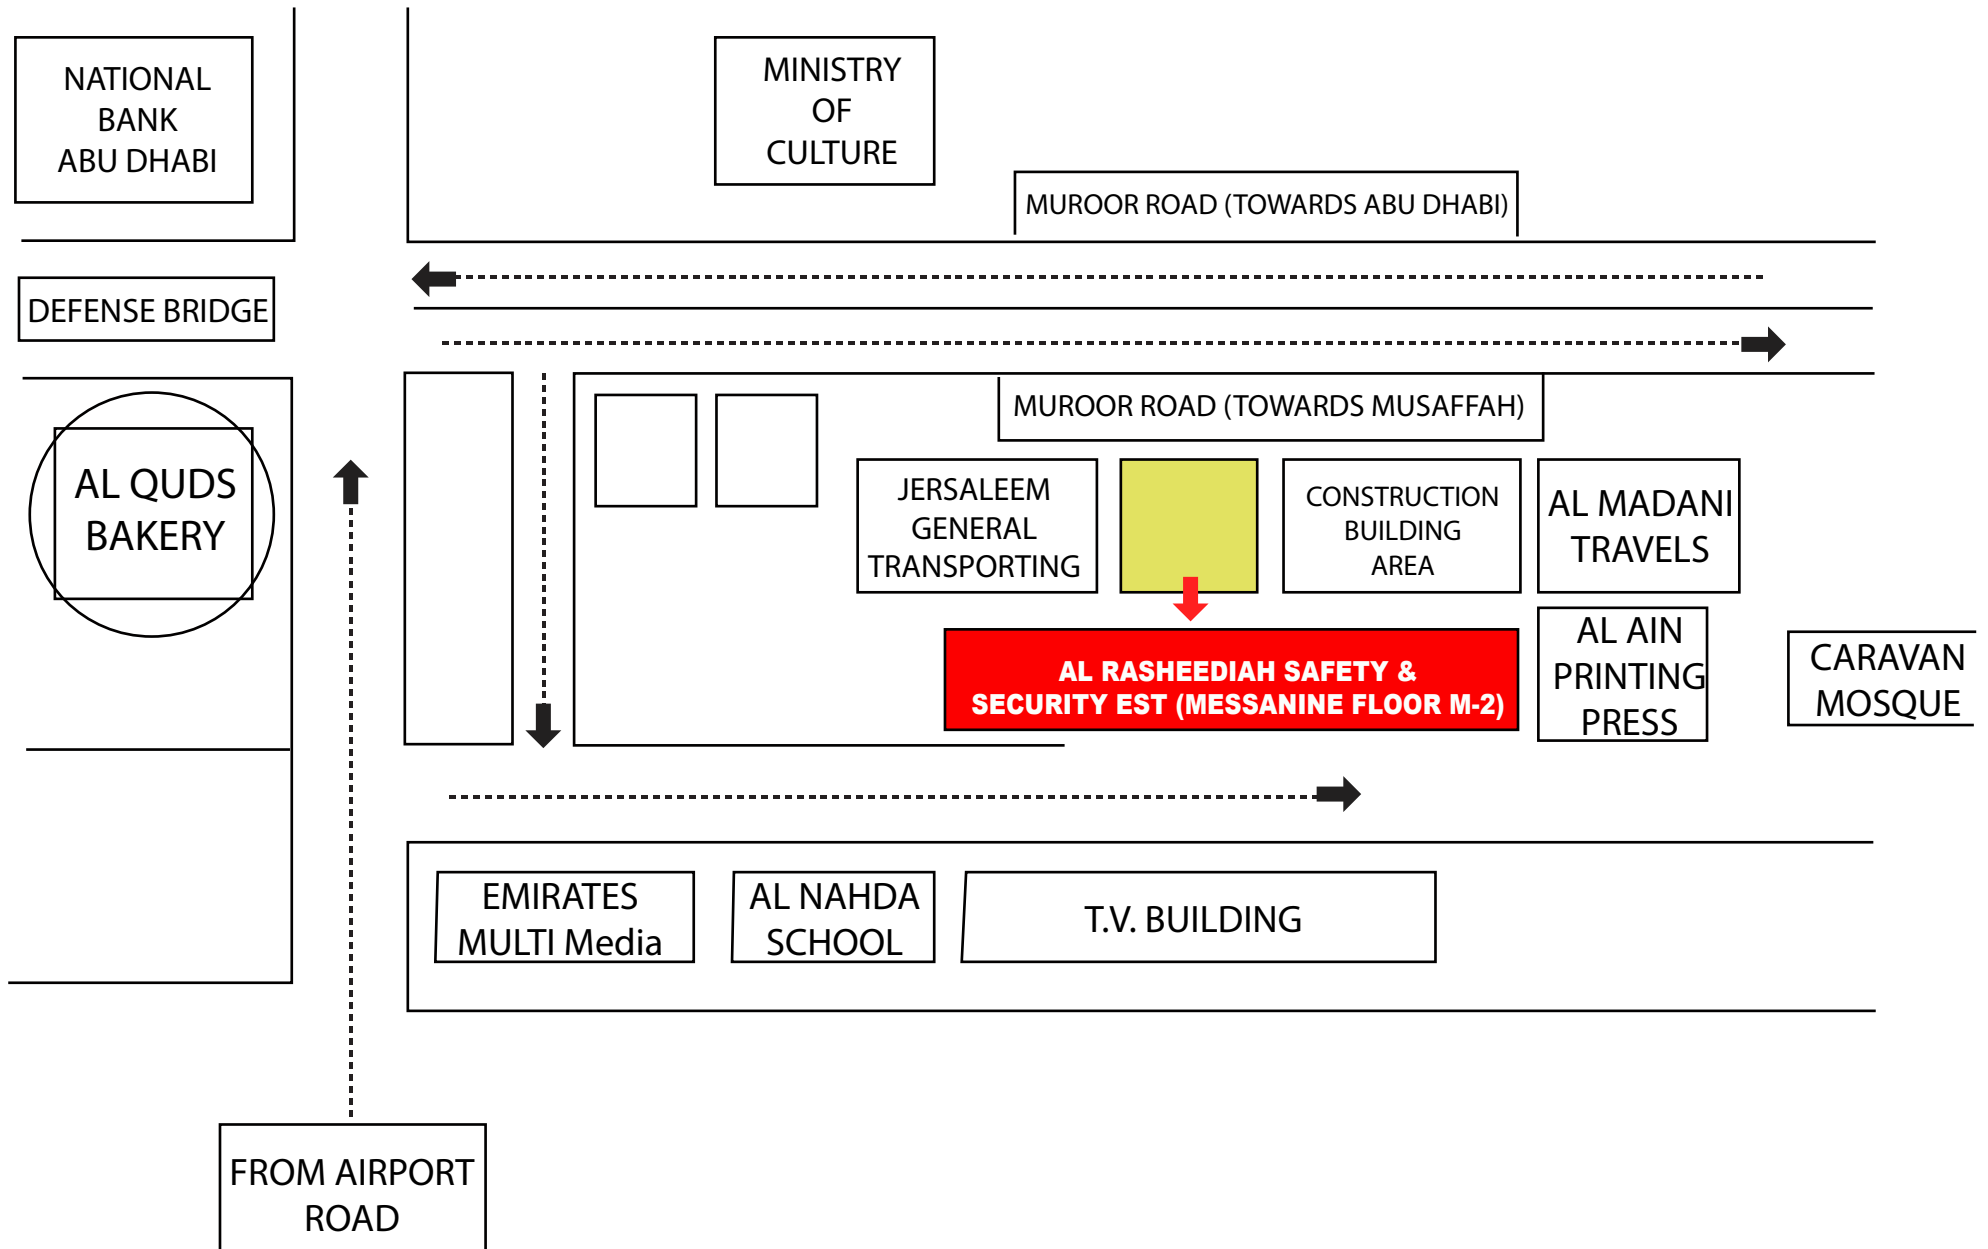 NATIONAL
BANK
ABU DHABI
MINISTRY
OF
CULTURE
MUROOR ROAD (TOWARDS ABU DHABI)
DEFENSE BRIDGE
MUROOR ROAD (TOWARDS MUSAFFAH)
AL QUDS
BAKERY
JERSALEEM
GENERAL
TRANSPORTING
CONSTRUCTION
BUILDING
AREA
AL MADANI
TRAVELS
AL RASHEEDIAH SAFETY &
SECURITY EST (MESSANINE FLOOR M-2)
AL AIN
PRINTING
PRESS
CARAVAN
MOSQUE
EMIRATES
MULTI Media
AL NAHDA
SCHOOL
T.V. BUILDING
FROM AIRPORT
ROAD